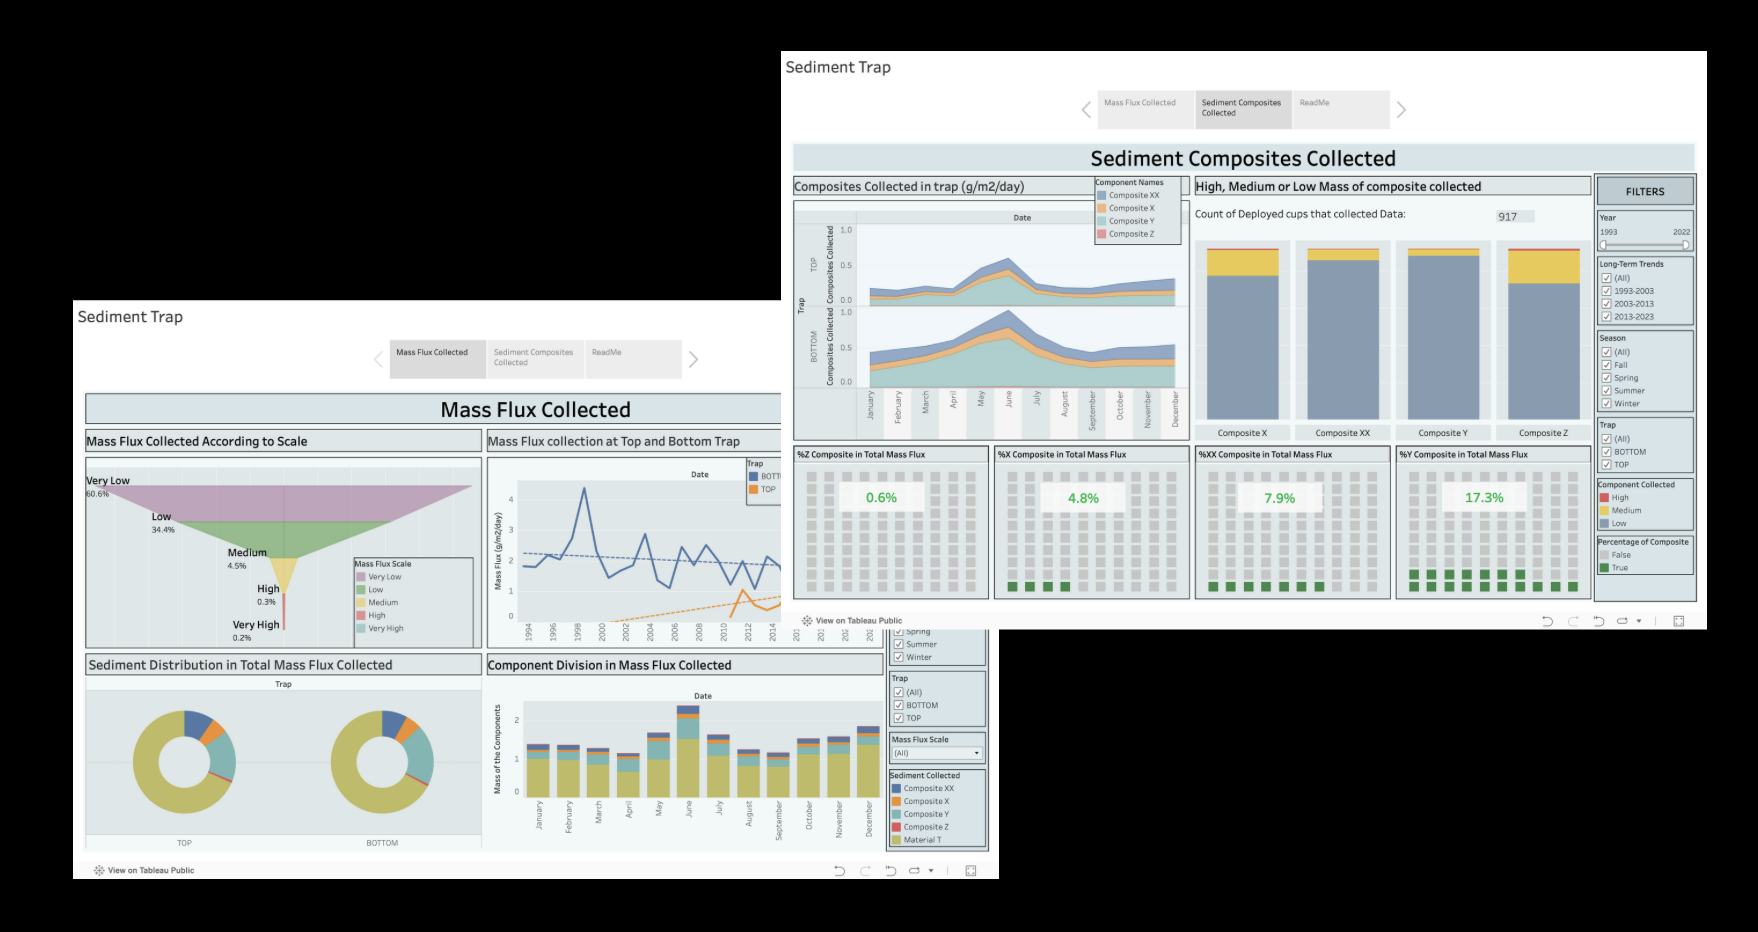 Sediment Trap
Mass Flux Collected
Sediment Composites
Collected
ReadMe
Sediment Composites Collected
Composites Collected in trap (g/m2/day)
Component Names
Composite XX
Composite X
Composite Y
Composite Z
Date
TOP
BOTTOM
Trap
Composites Collected
Composites Collected
1.0
0.5
0.0
1.0
0.5
0.0
January
February
March
April
May
June
July
August
September
October
November
December
High, Medium or Low Mass of composite collected
Count of Deployed cups that collected Data:
917
Composite X
Composite XX
Composite Y
Composite Z
%Z Composite in Total Mass Flux
0.6%
%X Composite in Total Mass Flux
4.8%
%XX Composite in Total Mass Flux
7.9%
%Y Composite in Total Mass Flux
17.3%
FILTERS
Year
1993
2022
Long-Term Trends
(All)
1993-2003
2003-2013
2013-2023
Season
(All)
Fall
Spring
Summer
Winter
Trap
(All)
BOTTOM
TOP
Component Collected
High
Medium
Low
Percentage of Composite
False
True
View on Tableau Public
Sediment Trap
Mass Flux Collected
Sediment Composites
Collected
ReadMe
Mass Flux Collected
Mass Flux Collected According to Scale
Very Low
60.6%
Low
34.4%
Medium
4.5%
High
0.3%
Very High
0.2%
Mass Flux Scale
Very Low
Low
Medium
High
Very High
Mass Flux collection at Top and Bottom Trap
Trap
BOTT
TOP
Date
Mass Flux (g/m2/day)
4
3
2
1
0
1994
1996
1998
2000
2002
2004
2006
2008
2010
2012
2014
Sediment Distribution in Total Mass Flux Collected
Trap
TOP
BOTTOM
Component Division in Mass Flux Collected
Date
Mass of the Components
2
1
0
January
February
March
April
May
June
July
August
September
October
November
December
Spring
Summer
Winter
Trap
(All)
BOTTOM
TOP
Mass Flux Scale
(All)
Sediment Collected
Composite XX
Composite X
Composite Y
Composite Z
Material T
View on Tableau Public